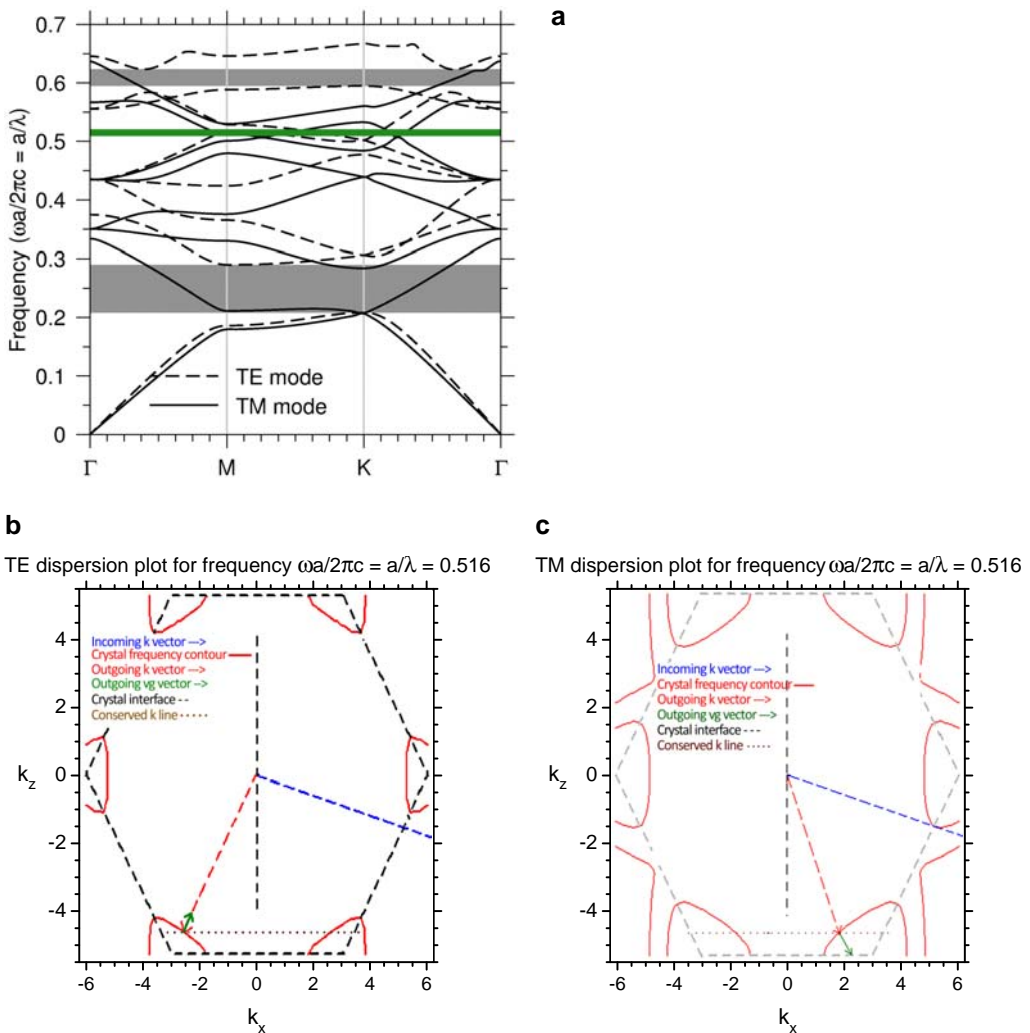 a
Frequency (ωa/2πc = a/λ)
0.7
0.6
0.5
0.4
0.3
0.2
0.1
0
TE mode
TM mode
Γ M K Γ
b
TE dispersion plot for frequency ωa/2πc = a/λ = 0.516
Incoming k vector --->
Crystal frequency contour
Outgoing k vector --->
Outgoing vg vector -->
Crystal interface --
Conserved k line ······
k_z
4
2
0
-2
-4
-6 -4 -2 0 2 4 6
k_x
c
TM dispersion plot for frequency ωa/2πc = a/λ = 0.516
Incoming k vector --->
Crystal frequency contour
Outgoing k vector --->
Outgoing vg vector --->
Crystal interface ---
Conserved k line ······
k_z
4
2
0
-2
-4
-6 -4 -2 0 2 4 6
k_x